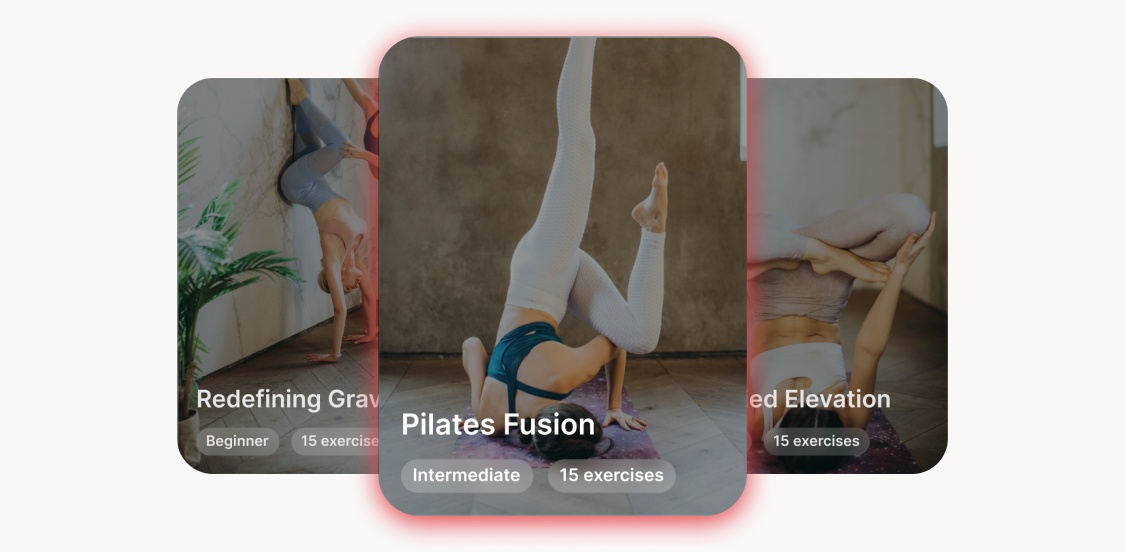 Redefining Grav
Beginner
15 exercise
Pilates Fusion
Intermediate
15 exercises
ed Elevation
15 exercises